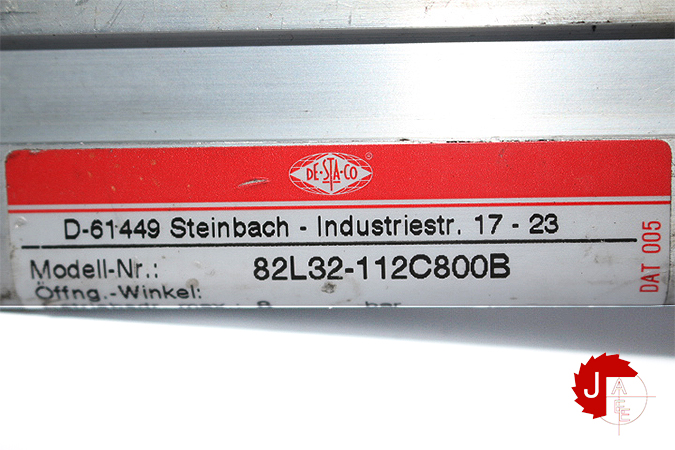 DE-STA-CO ®
D-61449 Steinbach - Industriestr. 17 - 23
Modell-Nr.: 82L32-112C800B
Öffng.-Winkel:
DAT 005
J